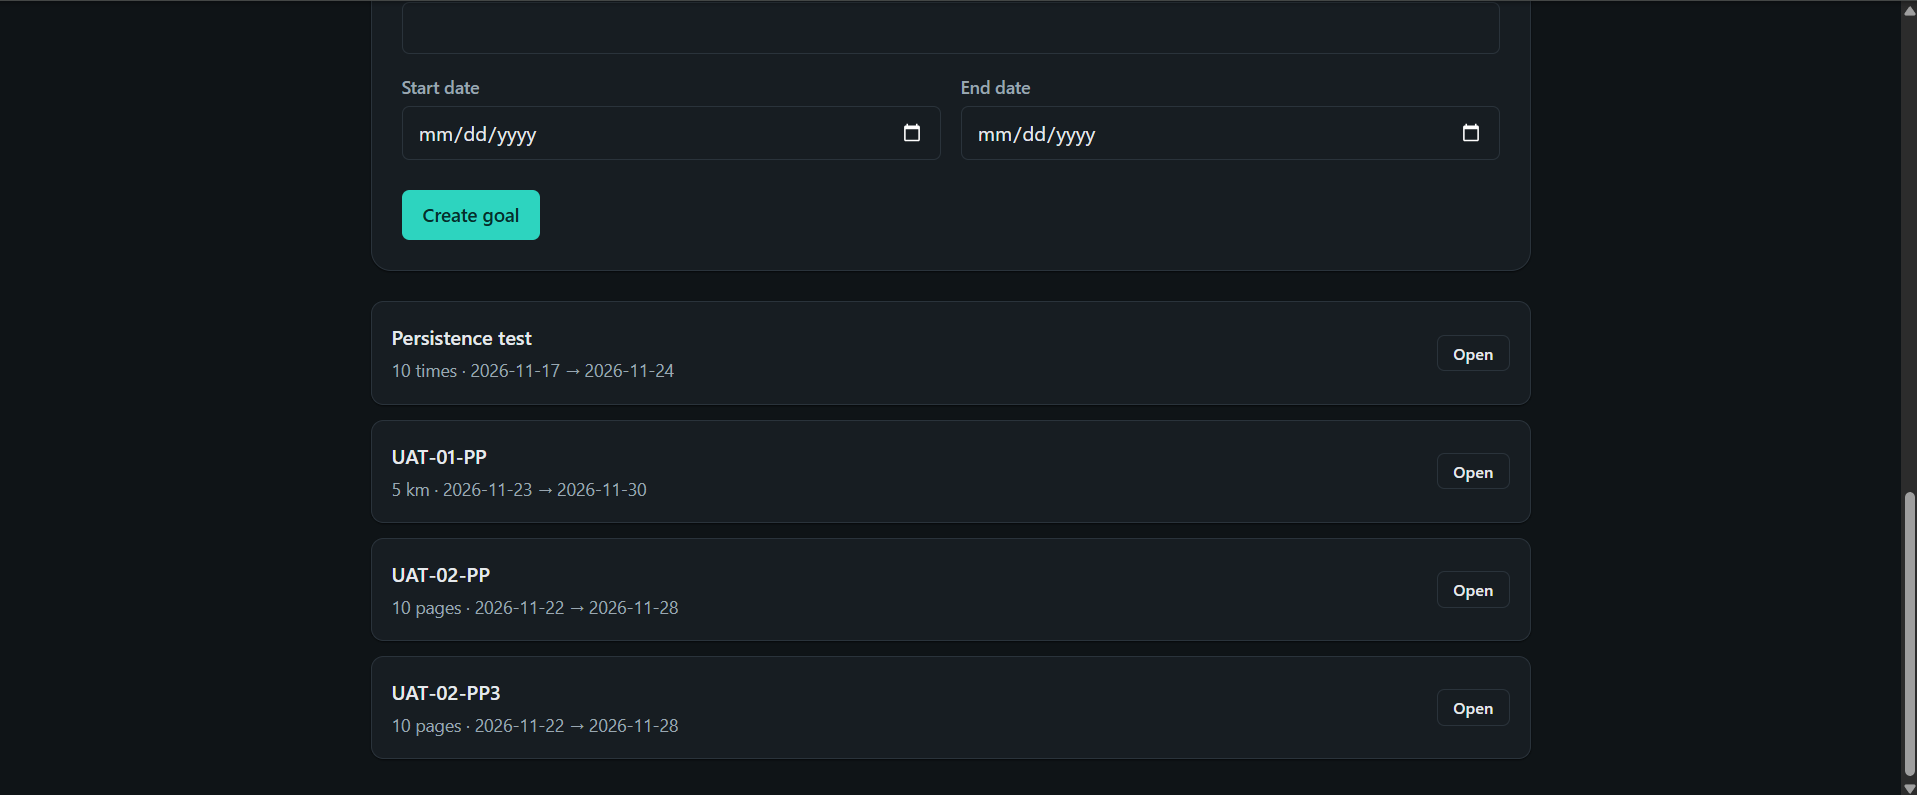 Start date
End date
mm/dd/yyyy
mm/dd/yyyy
Create goal
Persistence test
10 times · 2026-11-17 → 2026-11-24
Open
UAT-01-PP
5 km · 2026-11-23 → 2026-11-30
Open
UAT-02-PP
10 pages · 2026-11-22 → 2026-11-28
Open
UAT-02-PP3
10 pages · 2026-11-22 → 2026-11-28
Open